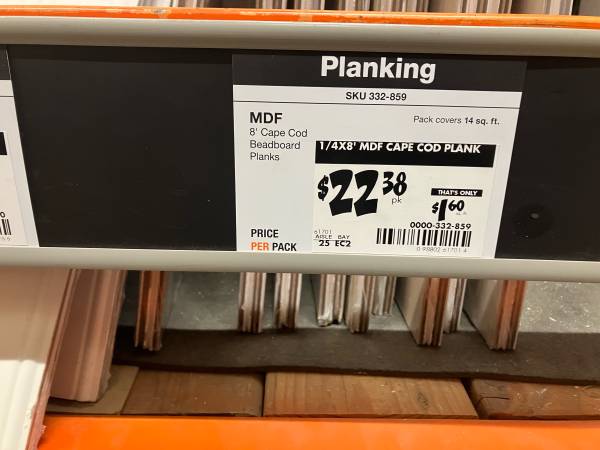 Planking
SKU 332-859
MDF
8' Cape Cod
Beadboard
Planks
Pack covers 14 sq. ft.
1/4X8' MDF CAPE COD PLANK
$22 38
pk
THAT'S ONLY
$1 60
PRICE
PER PACK
61701
AISLE BAY
25 EC2
0000-332-859